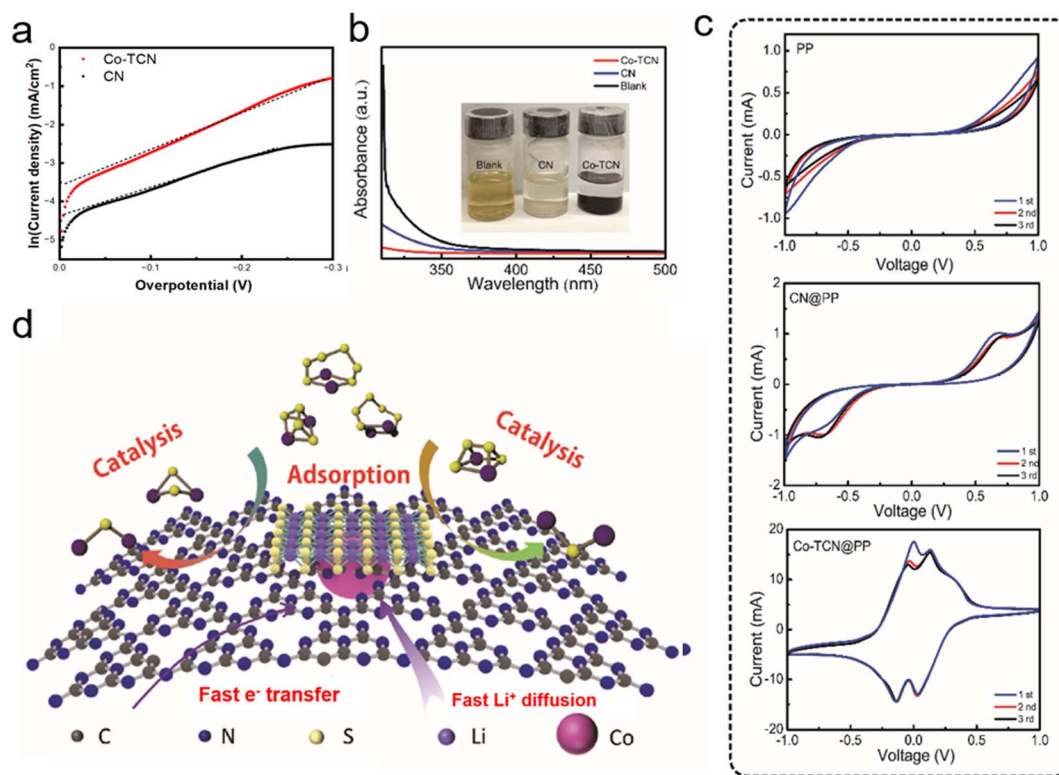 a
ln(Current density) (mA/cm²)
0
-1
-2
-3
-4
-5
Co-TCN
CN
0.0
-0.1
-0.2
-0.3
Overpotential (V)
b
Absorbance (a.u.)
Co-TCN
CN
Blank
Blank
CN
Co-TCN
350
400
450
500
Wavelength (nm)
c
PP
Current (mA)
1.0
0.5
0.0
-0.5
-1.0
1 st
2 nd
3 rd
-1.0
-0.5
0.0
0.5
1.0
Voltage (V)
CN@PP
Current (mA)
2
1
0
-1
-2
1 st
2 nd
3 rd
-1.0
-0.5
0.0
0.5
1.0
Voltage (V)
Co-TCN@PP
Current (mA)
20
10
0
-10
-20
1 st
2 nd
3 rd
-1.0
-0.5
0.0
0.5
1.0
Voltage (V)
d
Catalysis
Adsorption
Catalysis
Fast e⁻ transfer
Fast Li⁺ diffusion
C
N
S
Li
Co